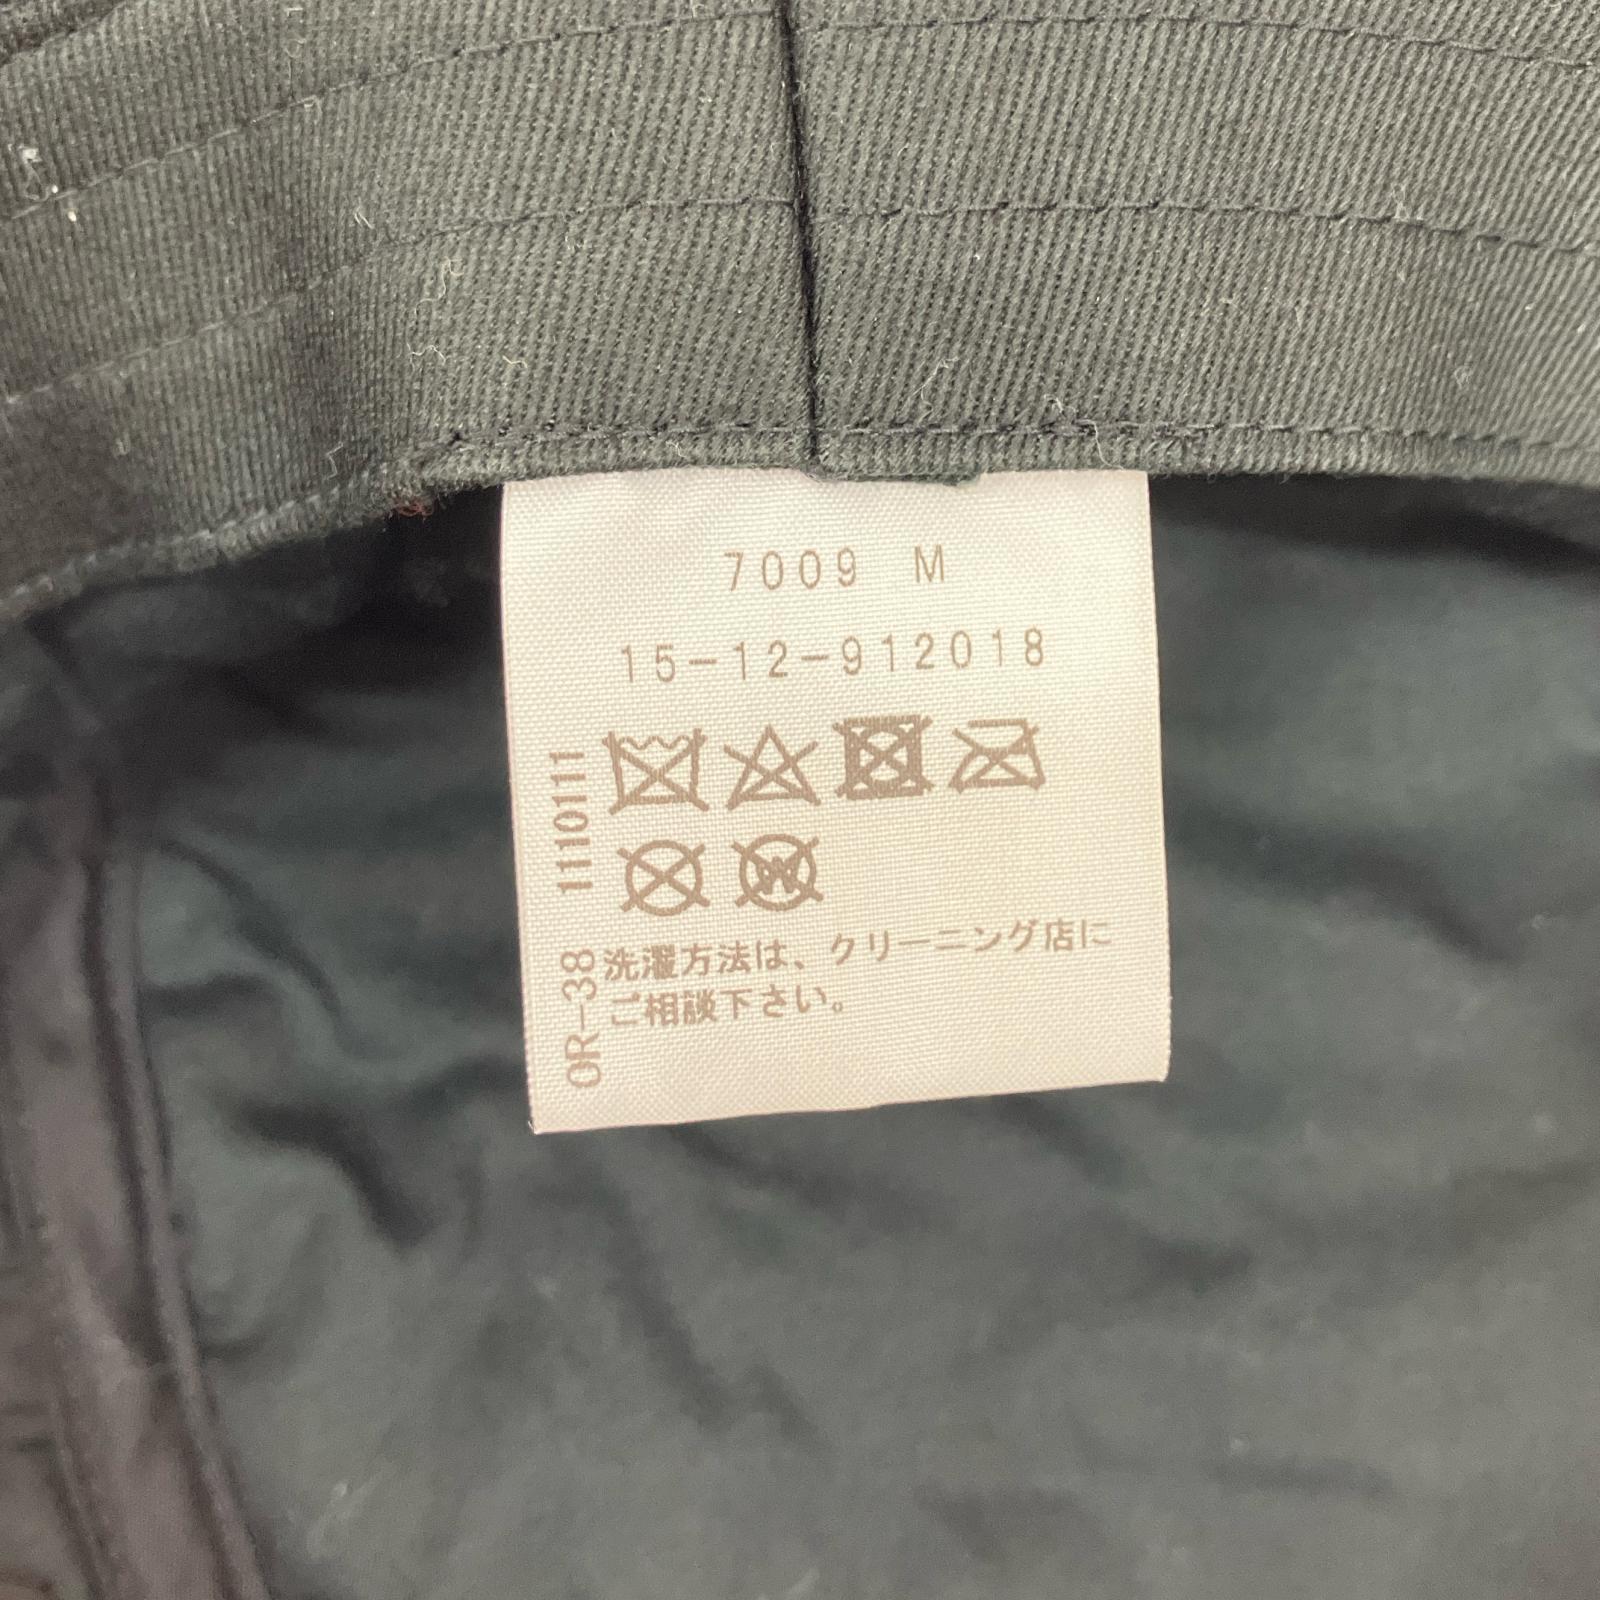 7009 M
15-12-912018
W
洗濯方法は、クリーニング店に
ご相談下さい。
OR-38 1110111